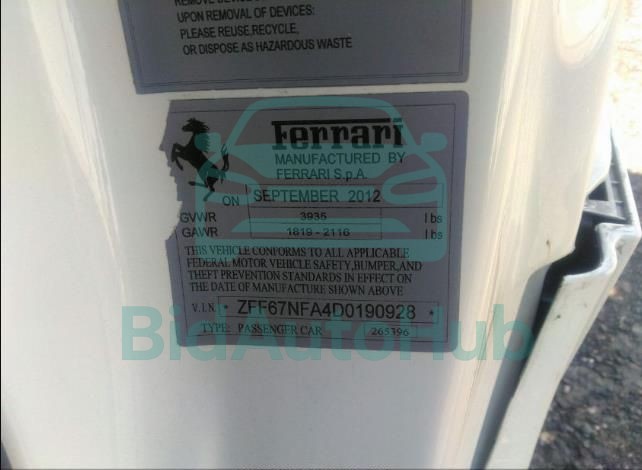 UPON REMOVAL OF DEVICES:
PLEASE REUSE, RECYCLE,
OR DISPOSE AS HAZARDOUS WASTE
Ferrari
MANUFACTURED BY
FERRARI S.p.A.
ON SEPTEMBER 2012
GVWR 3935 lbs
GAWR 1819-2116 lbs
THIS VEHICLE CONFORMS TO ALL APPLICABLE
FEDERAL MOTOR VEHICLE SAFETY, BUMPER, AND
THEFT PREVENTION STANDARDS IN EFFECT ON
THE DATE OF MANUFACTURE SHOWN ABOVE
V.I.N. * ZFF67NFA4D0190928 *
TYPE: PASSENGER CAR 265396
BidAutoHub